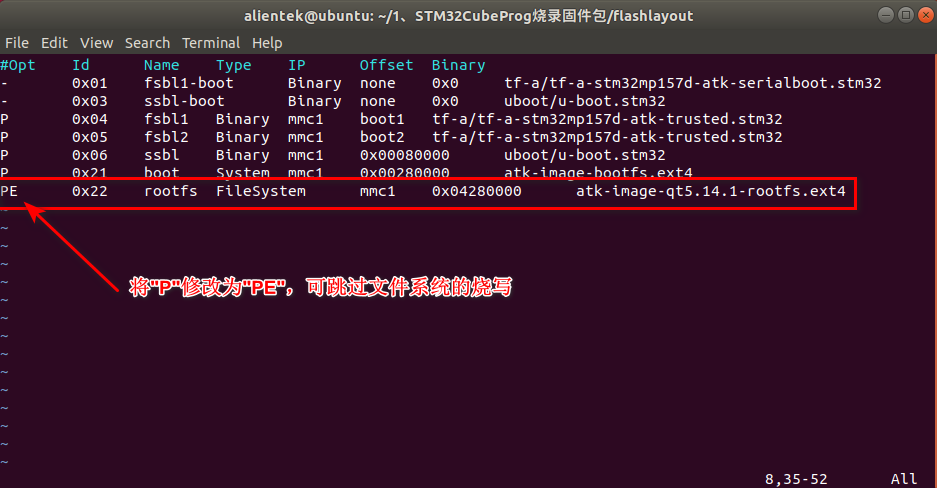 alientek@ubuntu: ~/1、STM32CubeProg烧录固件包/flashlayout
File Edit View Search Terminal Help
#Opt Id Name Type IP Offset Binary
- 0x01 fsbl1-boot Binary none 0x0 tf-a/tf-a-stm32mp157d-atk-serialboot.stm32
- 0x03 ssbl-boot Binary none 0x0 uboot/u-boot.stm32
P 0x04 fsbl1 Binary mmc1 boot1 tf-a/tf-a-stm32mp157d-atk-trusted.stm32
P 0x05 fsbl2 Binary mmc1 boot2 tf-a/tf-a-stm32mp157d-atk-trusted.stm32
P 0x06 ssbl Binary mmc1 0x00080000 uboot/u-boot.stm32
P 0x21 boot System mmc1 0x00280000 atk-image-bootfs.ext4
PE 0x22 rootfs FileSystem mmc1 0x04280000 atk-image-qt5.14.1-rootfs.ext4
~
~
~
~
~
将"P"修改为"PE"，可跳过文件系统的烧写
~
~
~
~
~
~
~
~
~
~
8,35-52 All